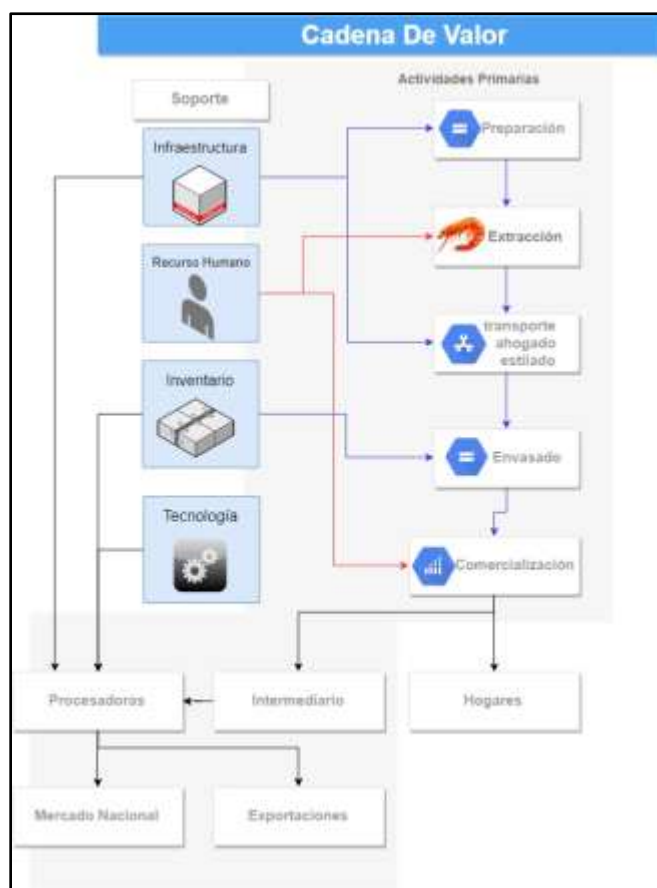 Cadena De Valor
Actividades Primarias
Soporte
Infraestructura
Preparación
Recurso Humano
Extracción
transporte
ahogado
estilado
Inventario
Envasado
Tecnología
Comercialización
Procesadoros
Intermediario
Hogares
Mercado Nacional
Exportaciones